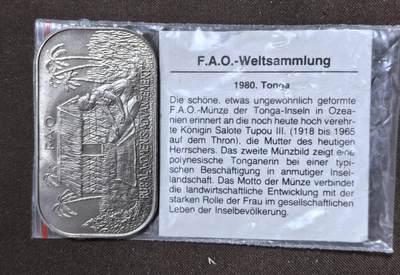 F.A.O.
RURAL WOMEN'S ADVANCEMENT
F.A.O.-Weltsammlung
1980. Tonga
Die schöne, etwas ungewöhnlich geformte
F.A.O.-Münze der Tonga-Inseln in Ozea-
nien erinnert an die noch heute hoch verehr-
te Königin Salote Tupou III. (1918 bis 1965
auf dem Thron), die Mutter des heutigen
Herrschers. Das zweite Münzbild zeigt eine
polynesische Tonganerin bei einer typi-
schen Beschäftigung in anmutiger Insel-
landschaft. Das Motto der Münze verbindet
die landwirtschaftliche Entwicklung mit der
starken Rolle der Frau im gesellschaftlichen
Leben der Inselbevölkerung.